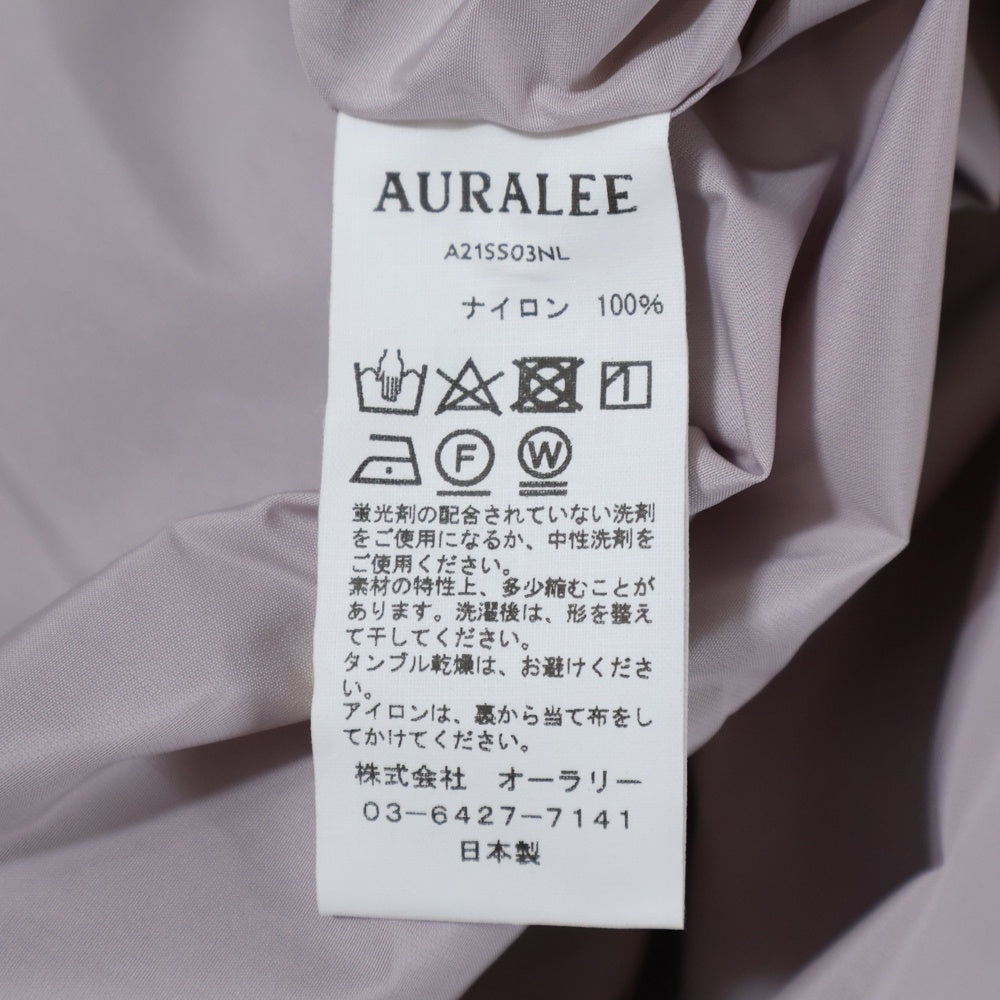 AURALEE
A21SS03NL
ナイロン 100%
F W
蛍光剤の配合されていない洗剤
をご使用になるか、中性洗剤を
ご使用ください。
素材の特性上、多少縮むことが
あります。洗濯後は、形を整え
て干してください。
タンブル乾燥は、お避けくださ
い。
アイロンは、裏から当て布をし
てかけてください。
株式会社 オーラリー
03-6427-7141
日本製